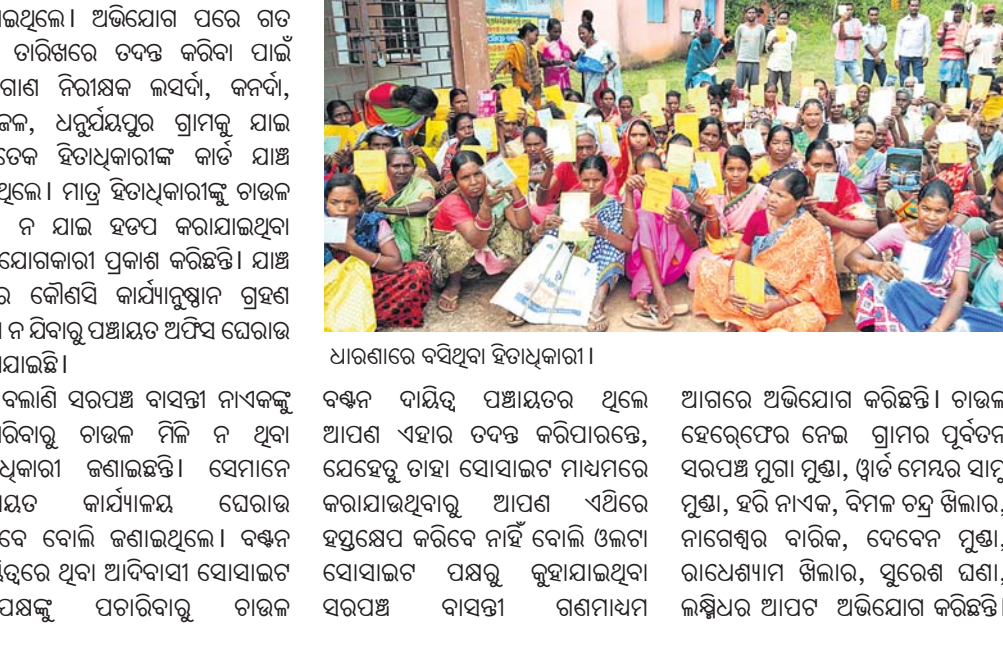 ଇଥିଲେ। ଅଭିଯୋଗ ପରେ ଗତ
ତାରିଖରେ ତଦନ୍ତ କରିବା ପାଇଁ
ଗାଣ ନିରୀକ୍ଷକ ଲସର୍ଦା, କନର୍ଦା,
ଜଳ, ଧନୁର୍ଯୟପୁର ଗ୍ରାମକୁ ଯାଇ
ତେକ ହିତାଧିକାରୀଙ୍କ କାର୍ଡ ଯାଞ୍ଚ
ଥିଲେ। ମାତ୍ର ହିତାଧିକାରୀଙ୍କୁ ଚାଉଳ
ନ ଯାଇ ହଡପ କରାଯାଇଥିବା
ଯୋଗକାରୀ ପ୍ରକାଶ କରିଛନ୍ତି। ଯାଞ୍ଚ
ର କୌଣସି କାର୍ଯ୍ୟାନୁଷ୍ଠାନ ଗ୍ରହଣ
ନ ଯିବାରୁ ପଞ୍ଚାୟତ ଅଫିସ ଘେରାଉ
ଯାଇଛି।
ବଲାଣି ସରପଞ୍ଚ ବାସନ୍ତୀ ନାଏକଙ୍କୁ
ରିବାରୁ ଚାଉଳ ମିଳି ନ ଥିବା
ଧିକାରୀ ଜଣାଇଛନ୍ତି। ସେମାନେ
ୟତ କାର୍ଯ୍ୟାଳୟ ଘେରାଉ
ବେ ବୋଲି ଜଣାଇଥିଲେ। ବଣ୍ଟନ
ତ୍ୱରେ ଥିବା ଆଦିବାସୀ ସୋସାଇଟ
ପକ୍ଷଙ୍କୁ ପଚାରିବାରୁ ଚାଉଳ
ଧାରଣାରେ ବସିଥିବା ହିତାଧିକାରୀ।
ବଣ୍ଟନ ଦାୟିତ୍ୱ ପଞ୍ଚାୟତର ଥିଲେ
ଆପଣ ଏହାର ତଦନ୍ତ କରିପାରନ୍ତେ,
ଯେହେତୁ ତାହା ସୋସାଇଟ ମାଧ୍ୟମରେ
କରାଯାଉଥିବାରୁ ଆପଣ ଏଥିରେ
ହସ୍ତକ୍ଷେପ କରିବେ ନାହିଁ ବୋଲି ଓଲଟା
ସୋସାଇଟ ପକ୍ଷରୁ କୁହାଯାଇଥିବା
ସରପଞ୍ଚ ବାସନ୍ତୀ ଗଣମାଧ୍ୟମ
ଆଗରେ ଅଭିଯୋଗ କରିଛନ୍ତି। ଚାଉଳ
ହେର୍‌ଫେର ନେଇ ଗ୍ରାମର ପୂର୍ବତନ
ସରପଞ୍ଚ ମୁଗା ମୁଣ୍ଡା, ୱାର୍ଡ ମେମ୍ବର ସାମୁ
ମୁଣ୍ଡା, ହରି ନାଏକ, ବିମଳ ଚନ୍ଦ୍ର ଖିଲାର,
ନାଗେଶ୍ୱର ବାରିକ, ଦେବେନ ମୁଣ୍ଡା,
ରାଧେଶ୍ୟାମ ଖିଲାର, ସୁରେଶ ଘଣା,
ଲକ୍ଷ୍ମିଧର ଆପଟ ଅଭିଯୋଗ କରିଛନ୍ତି।